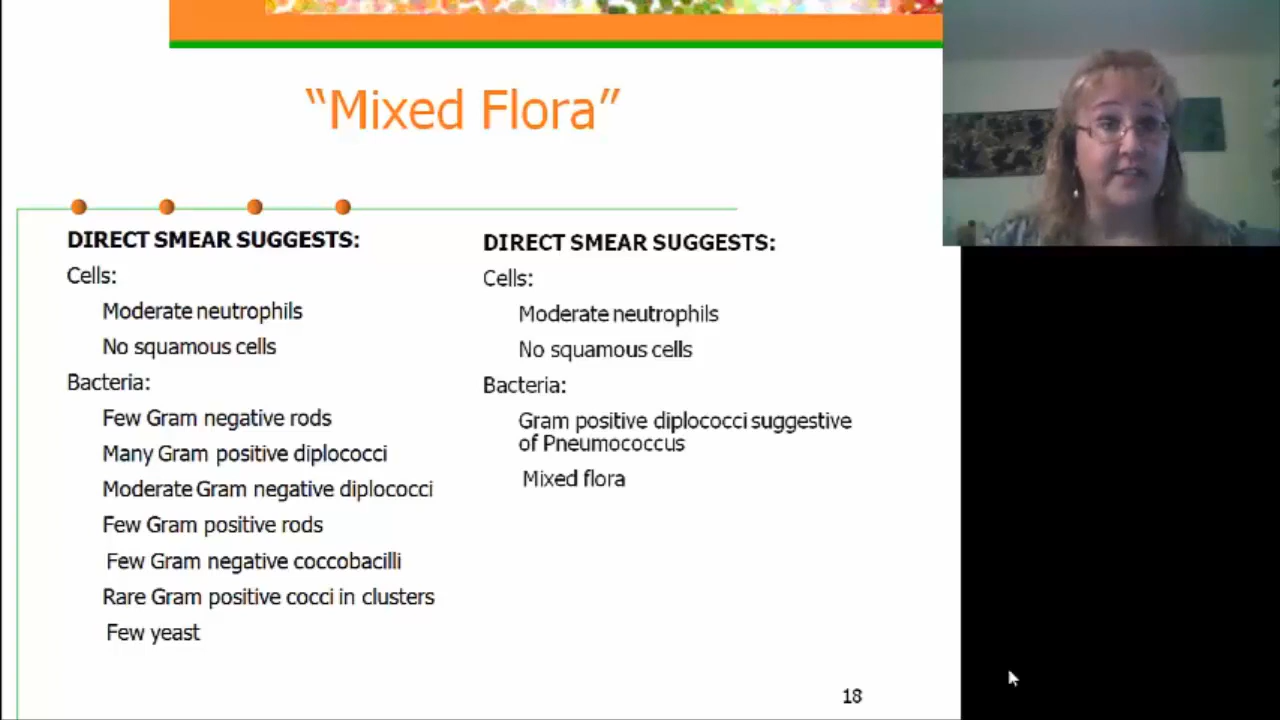 “Mixed Flora”
DIRECT SMEAR SUGGESTS:
Cells:
Moderate neutrophils
No squamous cells
Bacteria:
Few Gram negative rods
Many Gram positive diplococci
Moderate Gram negative diplococci
Few Gram positive rods
Few Gram negative coccobacilli
Rare Gram positive cocci in clusters
Few yeast
DIRECT SMEAR SUGGESTS:
Cells:
Moderate neutrophils
No squamous cells
Bacteria:
Gram positive diplococci suggestive
of Pneumococcus
Mixed flora
18